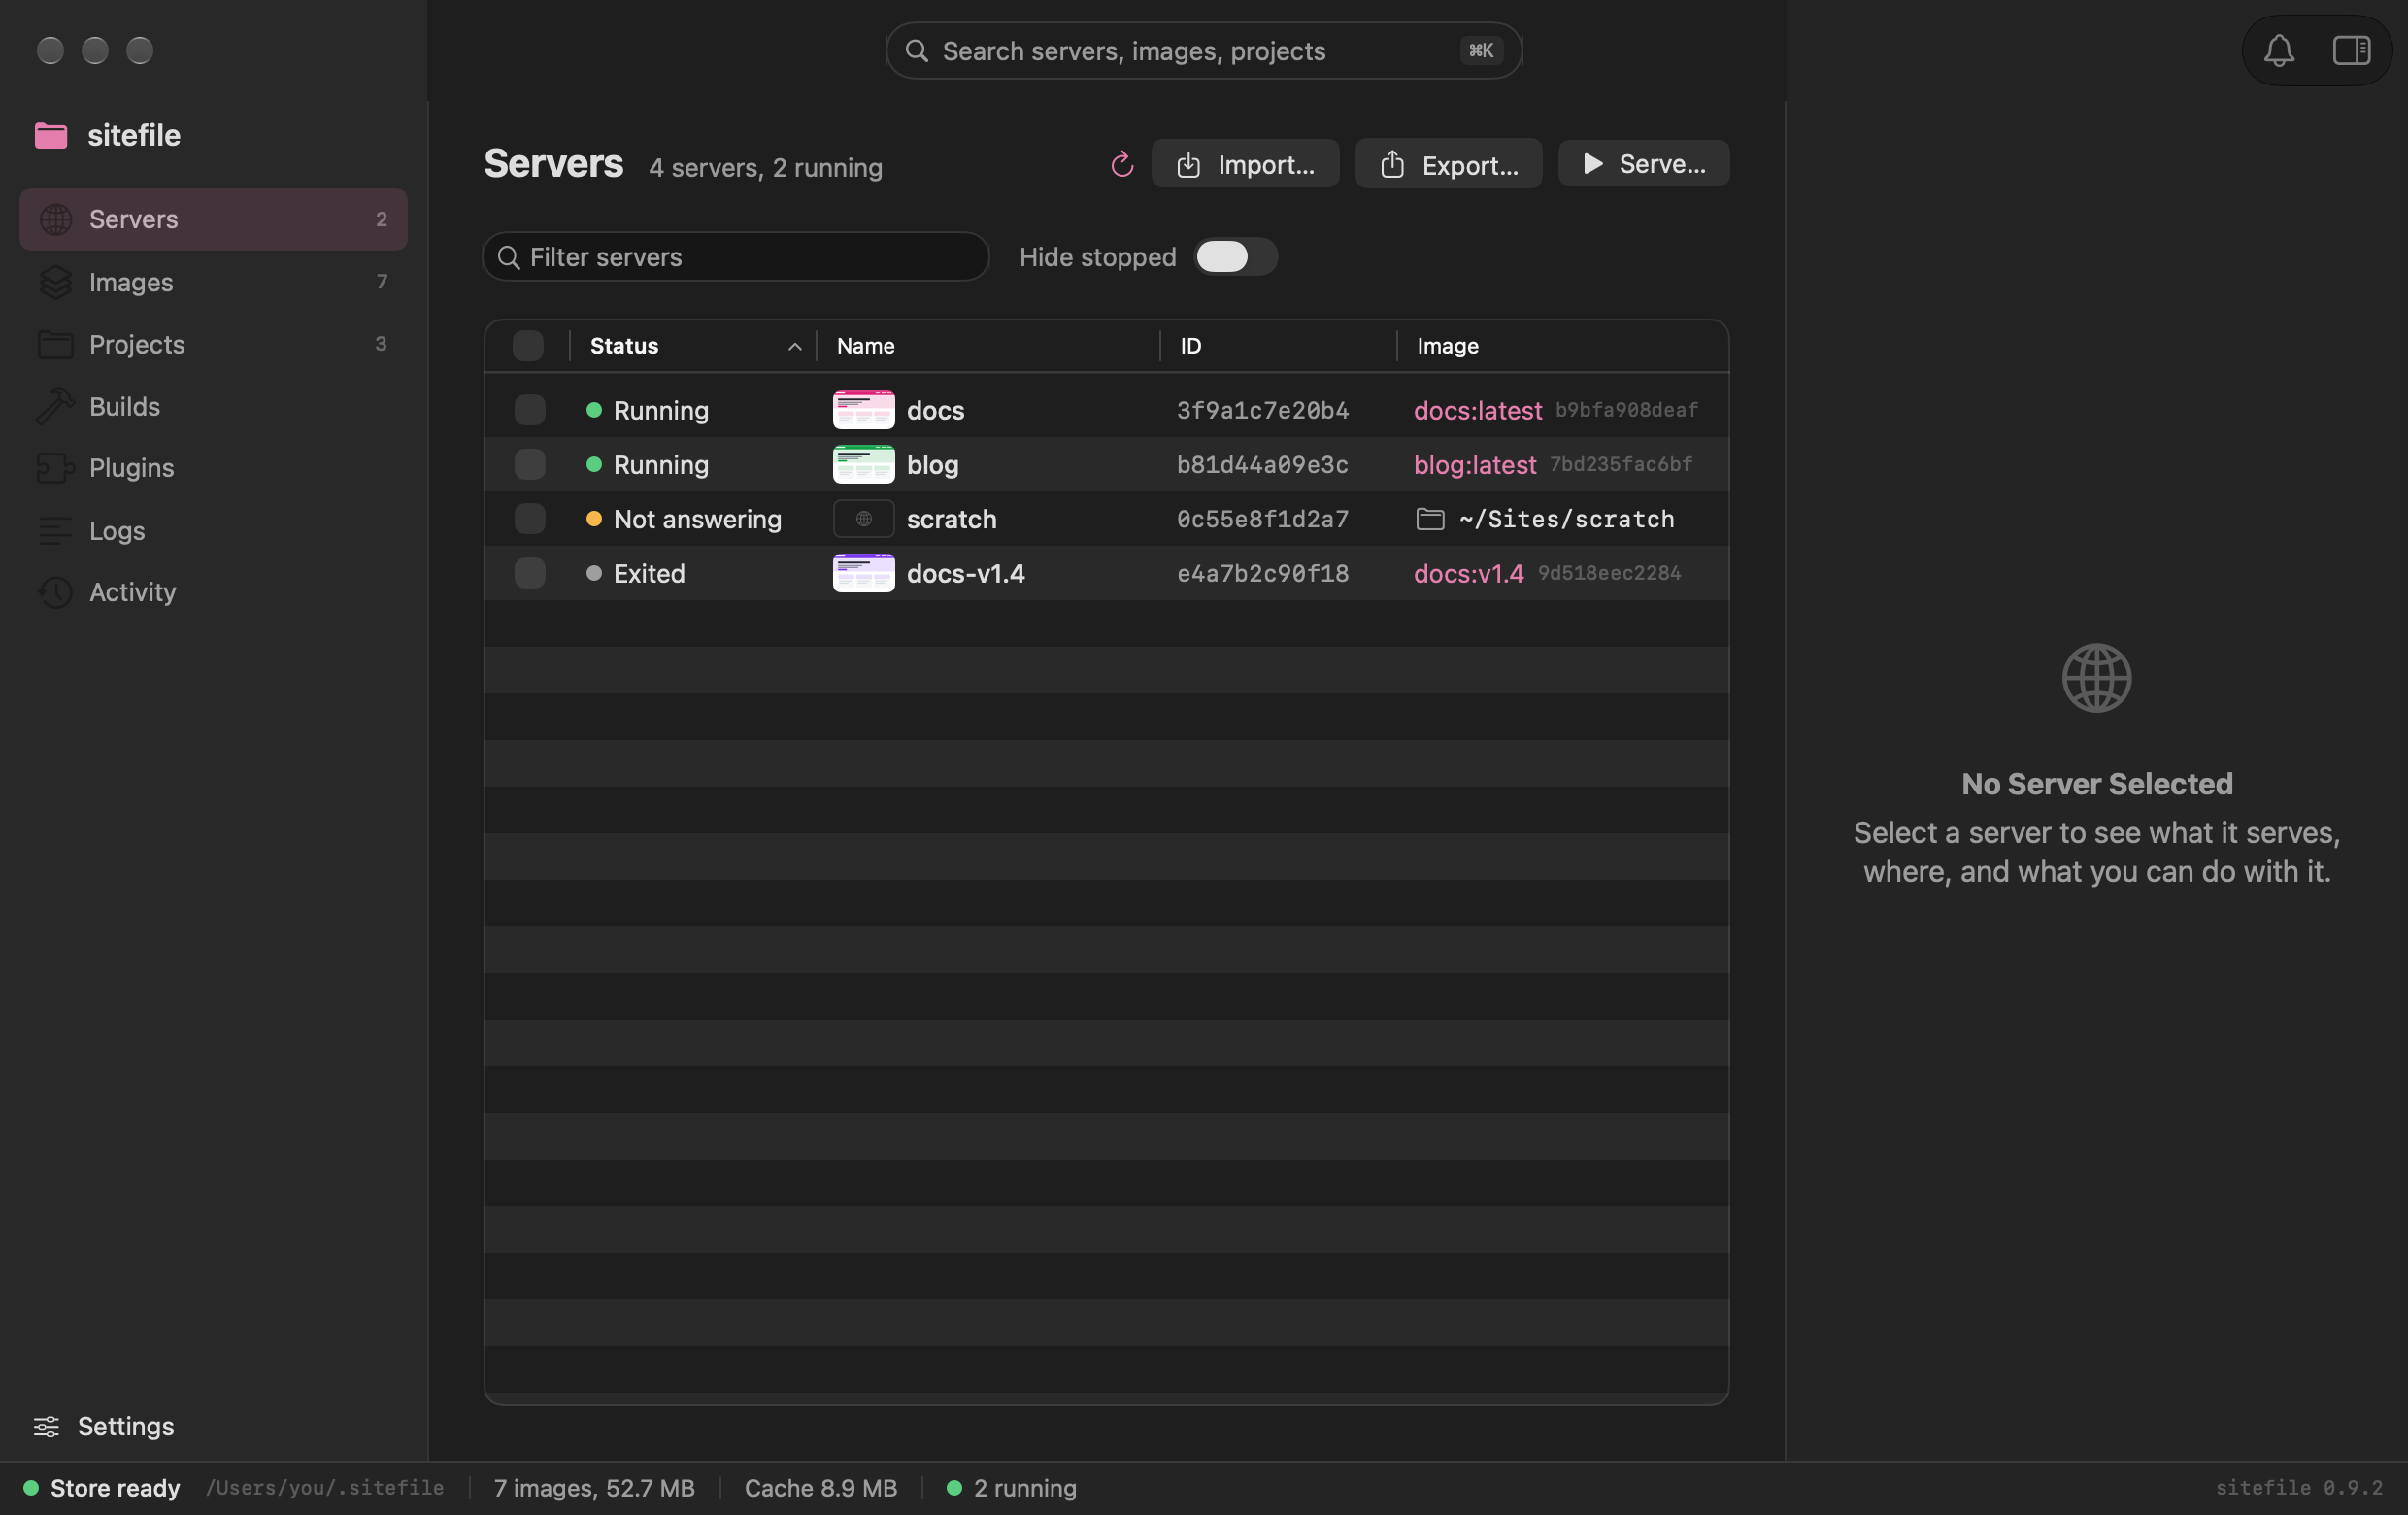 Search servers, images, projects ⌘K
sitefile
Servers 2
Images 7
Projects 3
Builds
Plugins
Logs
Activity
Settings
Servers 4 servers, 2 running
Import...
Export...
Serve...
Filter servers
Hide stopped
Status Name ID Image
Running docs 3f9a1c7e20b4 docs:latest b9bfa908deaf
Running blog b81d44a09e3c blog:latest 7bd235fac6bf
Not answering scratch 0c55e8f1d2a7 ~/Sites/scratch
Exited docs-v1.4 e4a7b2c90f18 docs:v1.4 9d518eec2284
No Server Selected
Select a server to see what it serves,
where, and what you can do with it.
Store ready /Users/you/.sitefile 7 images, 52.7 MB Cache 8.9 MB 2 running sitefile 0.9.2